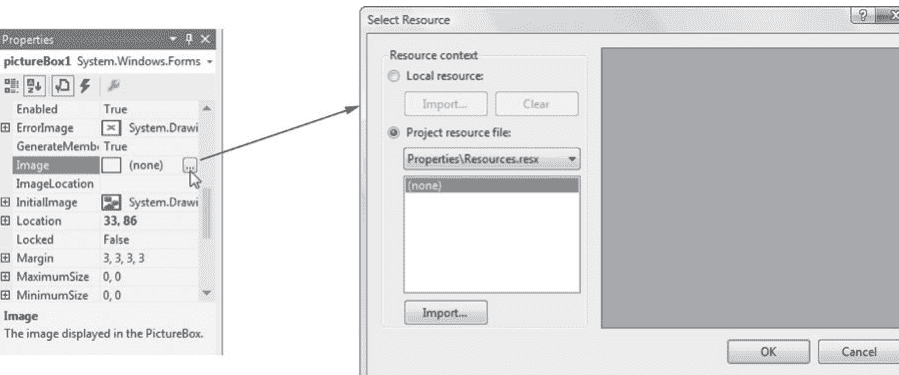 Properties
pictureBox1 System.Windows.Forms
Enabled True
ErrorImage System.Drawi
GenerateMemb True
Image (none) ...
ImageLocation
InitialImage System.Drawi
Location 33, 86
Locked False
Margin 3, 3, 3, 3
MaximumSize 0, 0
MinimumSize 0, 0
Image
The image displayed in the PictureBox.
Select Resource
Resource context
Local resource:
Import... Clear
Project resource file:
Properties\Resources.resx
(none)
Import...
OK Cancel